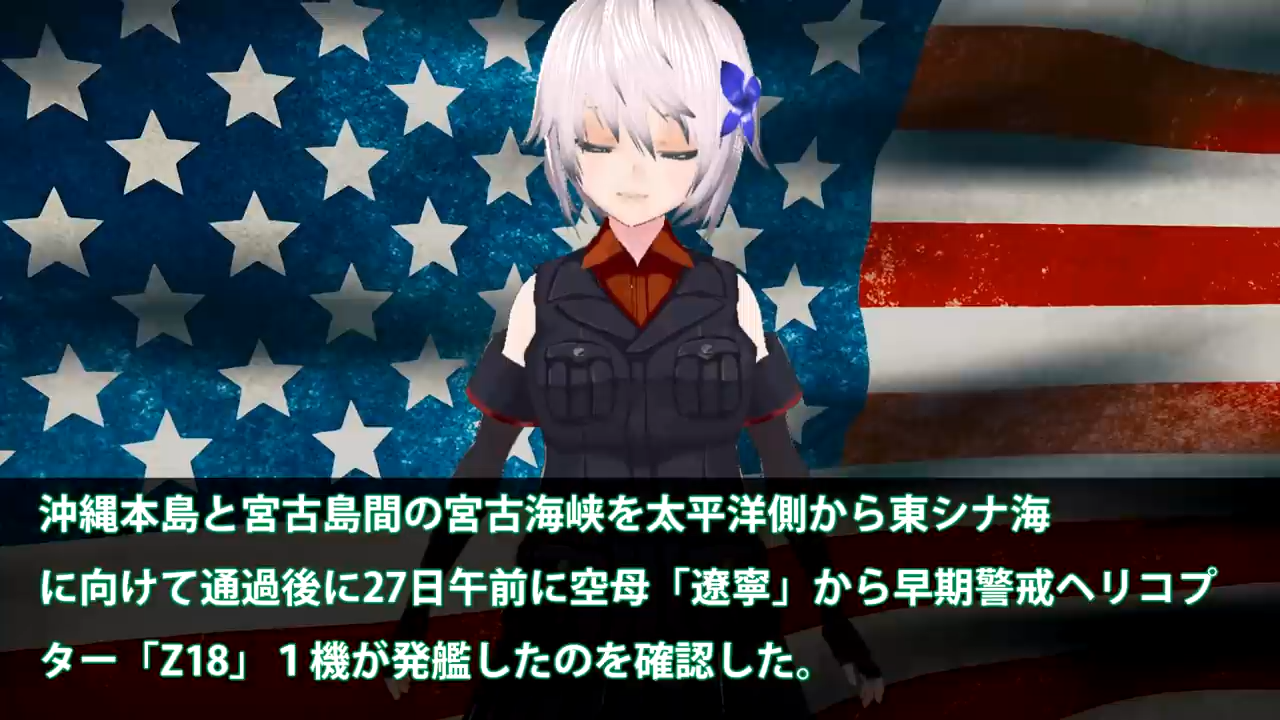 沖縄本島と宮古島間の宮古海峡を太平洋側から東シナ海
に向けて通過後に27日午前に空母「遼寧」から早期警戒ヘリコプ
ター「Z18」１機が発艦したのを確認した。